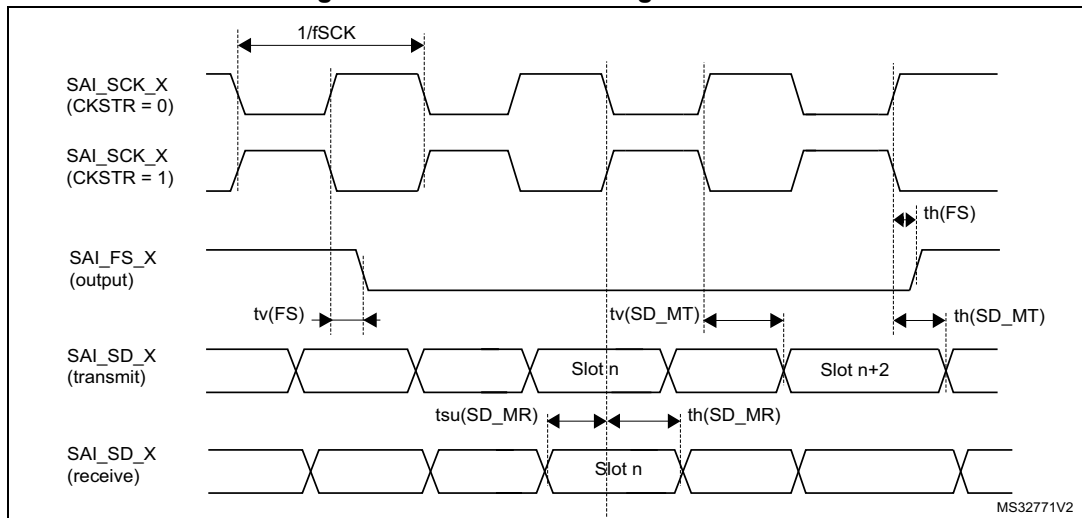 1/fSCK
SAI_SCK_X
(CKSTR = 0)
SAI_SCK_X
(CKSTR = 1)
th(FS)
SAI_FS_X
(output)
tv(FS)
tv(SD_MT)
th(SD_MT)
SAI_SD_X
(transmit)
Slot n
Slot n+2
tsu(SD_MR)
th(SD_MR)
SAI_SD_X
(receive)
Slot n
MS32771V2